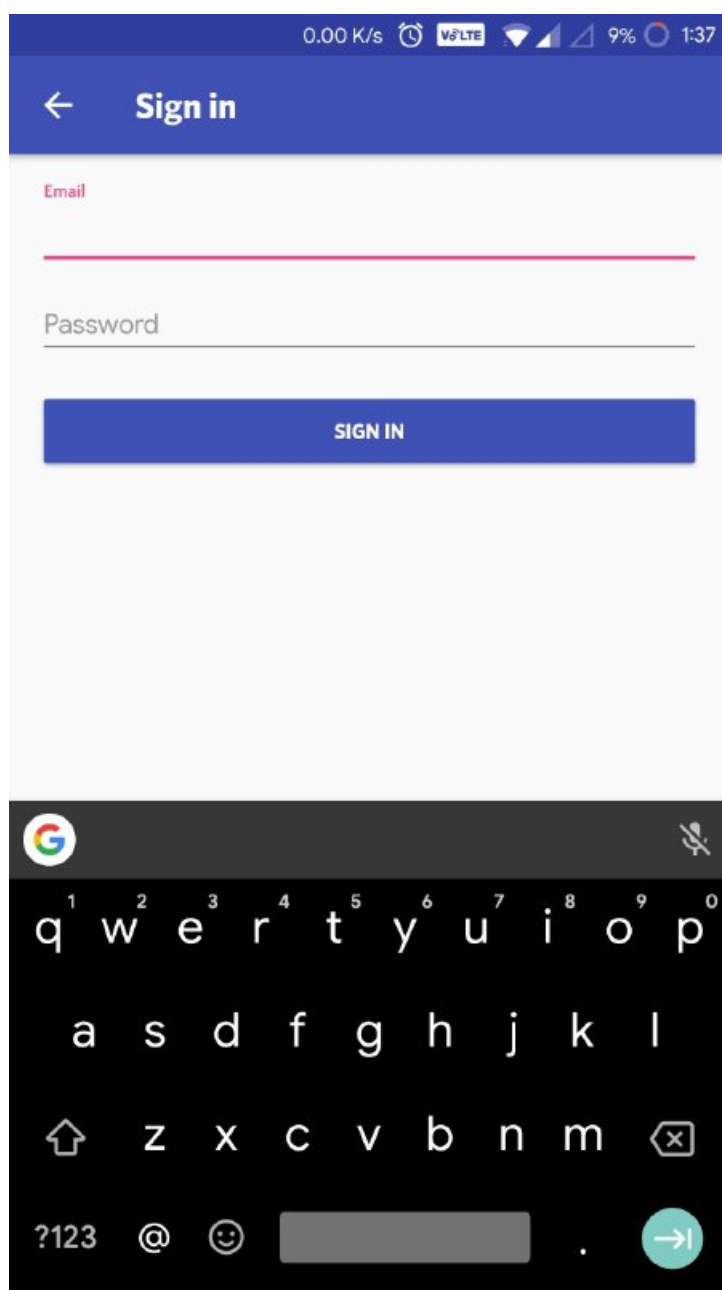 0.00 K/s VoLTE 9% 1:37
Sign in
Email
Password
SIGN IN
G
1 2 3 4 5 6 7 8 9 0
q w e r t y u i o p
a s d f g h j k l
z x c v b n m
?123 @ .